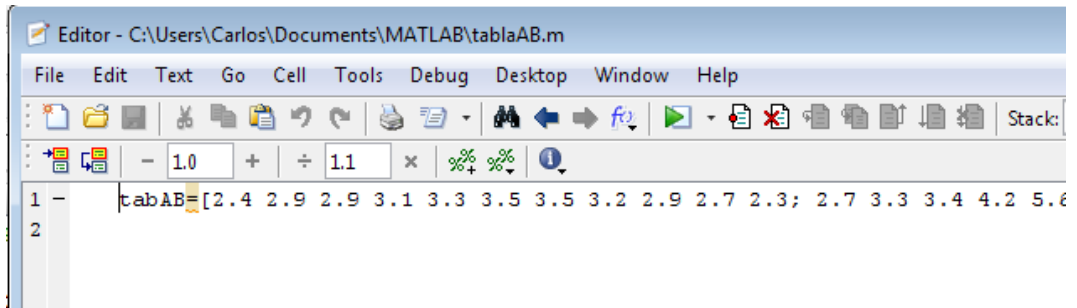 Editor - C:\Users\Carlos\Documents\MATLAB\tablaAB.m
File Edit Text Go Cell Tools Debug Desktop Window Help
Stack:
- 1.0 + ÷ 1.1 ×
1 - tabAB=[2.4 2.9 2.9 3.1 3.3 3.5 3.5 3.2 2.9 2.7 2.3; 2.7 3.3 3.4 4.2
2